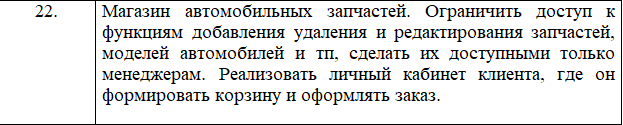 22.
Магазин автомобильных запчастей. Ограничить доступ к
функциям добавления удаления и редактирования запчастей,
моделей автомобилей и тп, сделать их доступными только
менеджерам. Реализовать личный кабинет клиента, где он
формировать корзину и оформлять заказ.